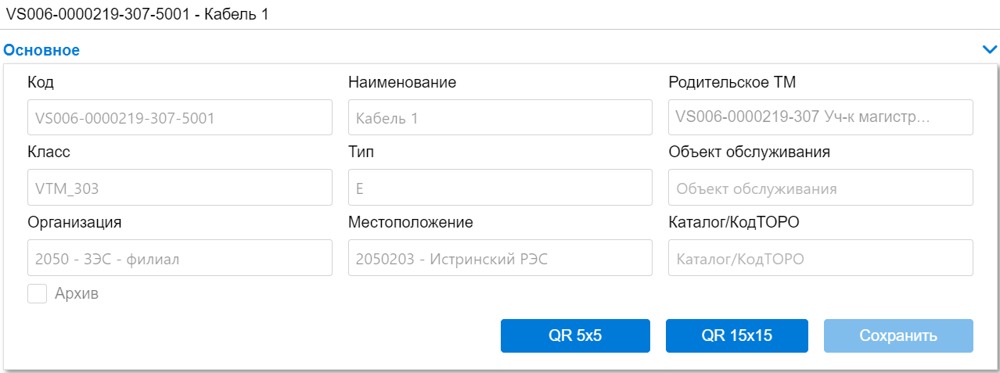 VS006-0000219-307-5001 - Кабель 1
Основное
Код Наименование Родительское ТМ
VS006-0000219-307-5001 Кабель 1 VS006-0000219-307 Уч-к магистр...
Класс Тип Объект обслуживания
VTM_303 E Объект обслуживания
Организация Местоположение Каталог/КодТОРО
2050 - ЗЭС - филиал 2050203 - Истринский РЭС Каталог/КодТОРО
Архив
QR 5x5 QR 15x15 Сохранить